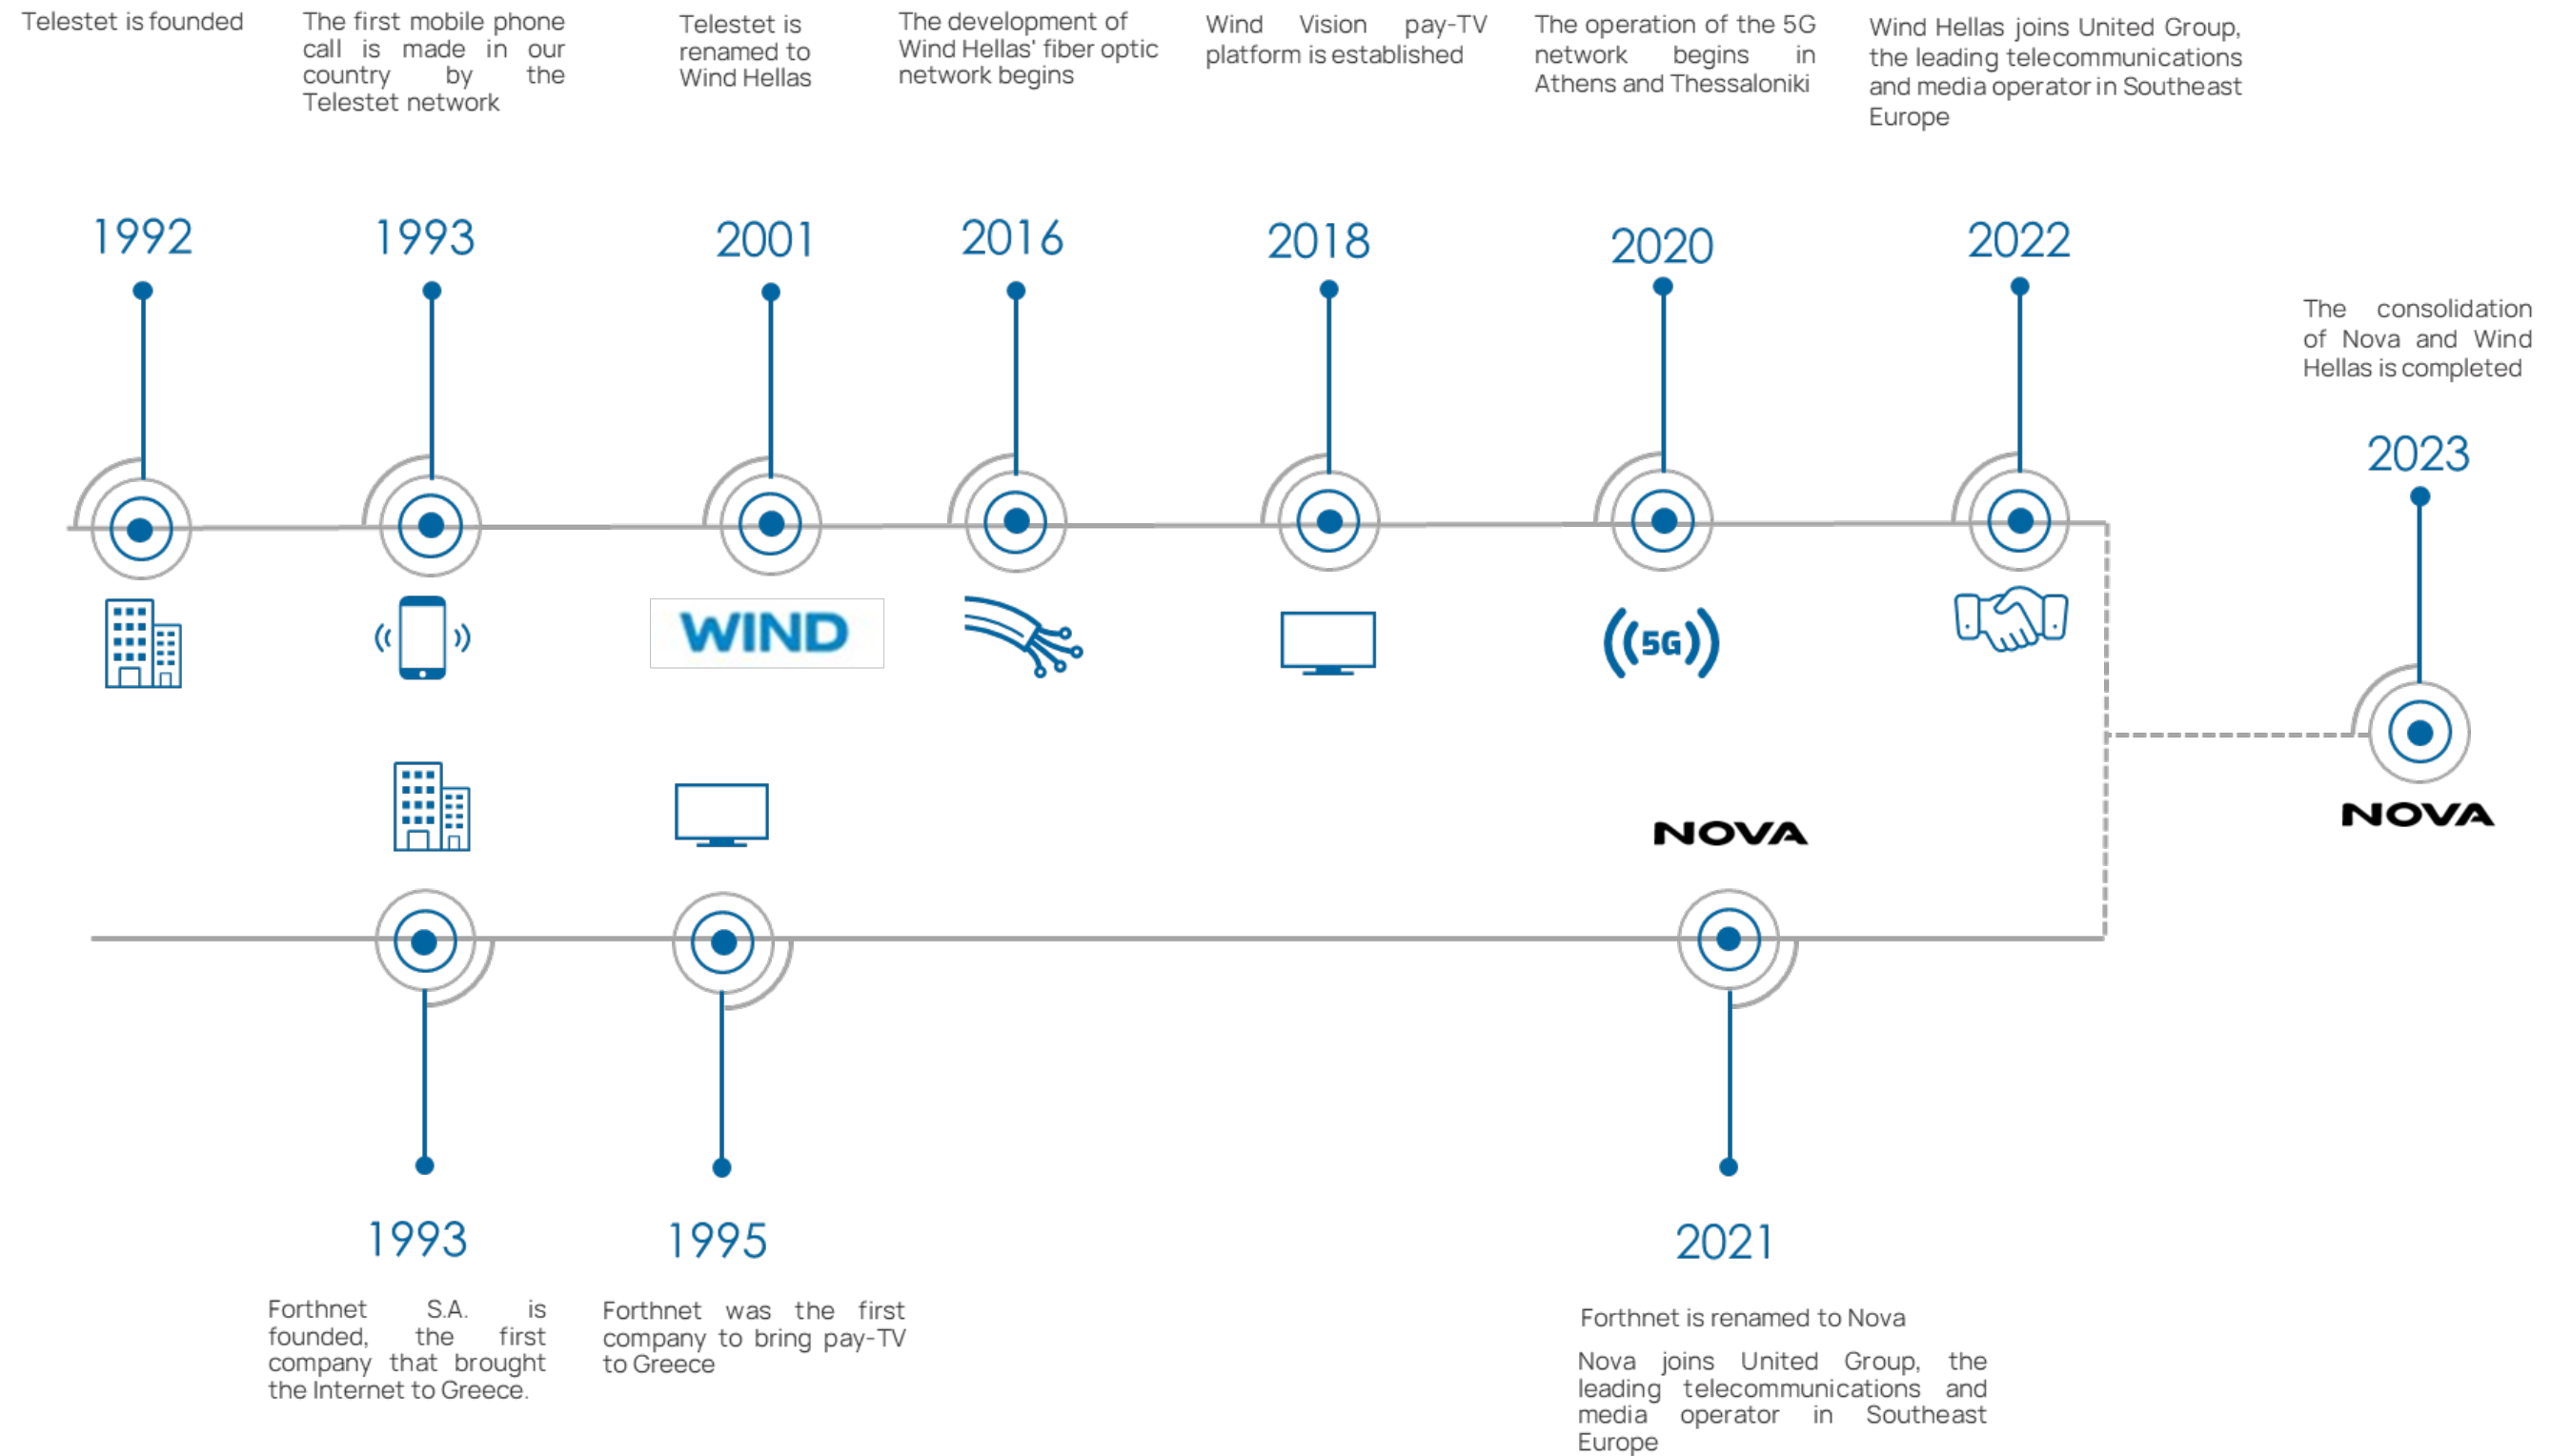 Telestet is founded
The first mobile phone
call is made in our
country by the
Telestet network
Telestet is
renamed to
Wind Hellas
The development of
Wind Hellas' fiber optic
network begins
Wind Vision pay-TV
platform is established
The operation of the 5G
network begins in
Athens and Thessaloniki
Wind Hellas joins United Group,
the leading telecommunications
and media operator in Southeast
Europe
1992
1993
2001
2016
2018
2020
2022
The consolidation
of Nova and Wind
Hellas is completed
2023
WIND
5G
NOVA
NOVA
1993
1995
2021
Forthnet S.A. is
founded, the first
company that brought
the Internet to Greece.
Forthnet was the first
company to bring pay-TV
to Greece
Forthnet is renamed to Nova
Nova joins United Group, the
leading telecommunications and
media operator in Southeast
Europe